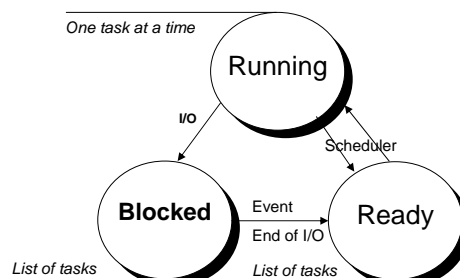 One task at a time
Running
I/O
Scheduler
Blocked
Event
End of I/O
Ready
List of tasks
List of tasks